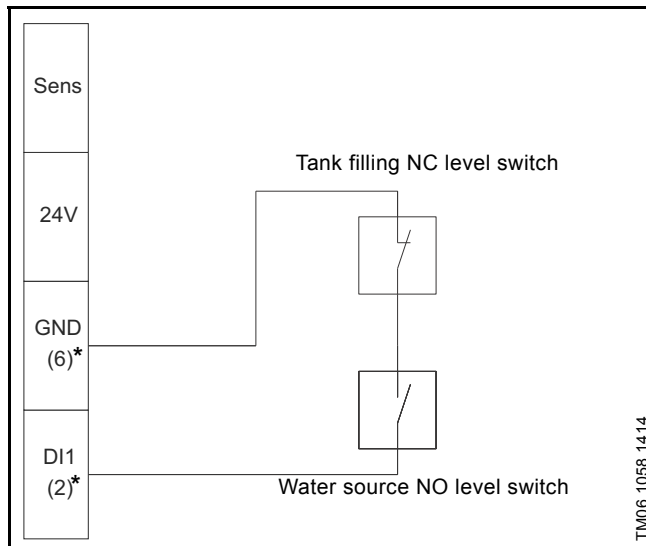 Sens
24V
GND
(6)*
DI1
(2)*
Tank filling NC level switch
Water source NO level switch
TM06 1058 1414